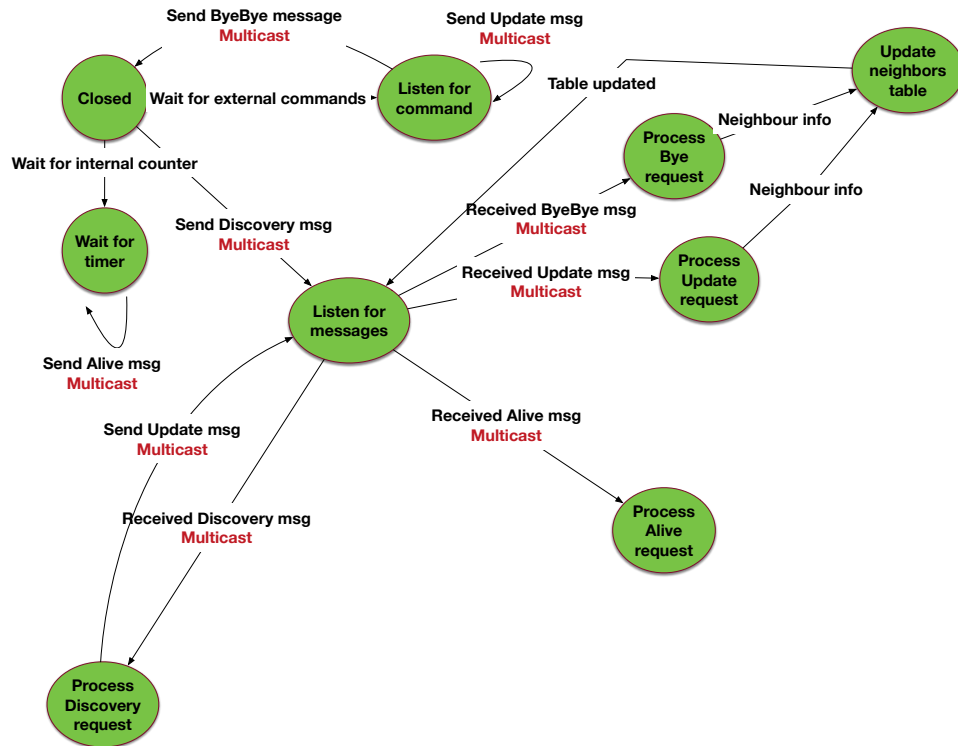 Send ByeBye message
Multicast
Send Update msg
Multicast
Update
neighbors
table
Closed
Wait for external commands
Listen for
command
Table updated
Neighbour info
Process
Bye
request
Wait for internal counter
Neighbour info
Received ByeBye msg
Multicast
Send Discovery msg
Multicast
Wait for
timer
Received Update msg
Multicast
Process
Update
request
Listen for
messages
Send Alive msg
Multicast
Send Update msg
Multicast
Received Alive msg
Multicast
Received Discovery msg
Multicast
Process
Alive
request
Process
Discovery
request